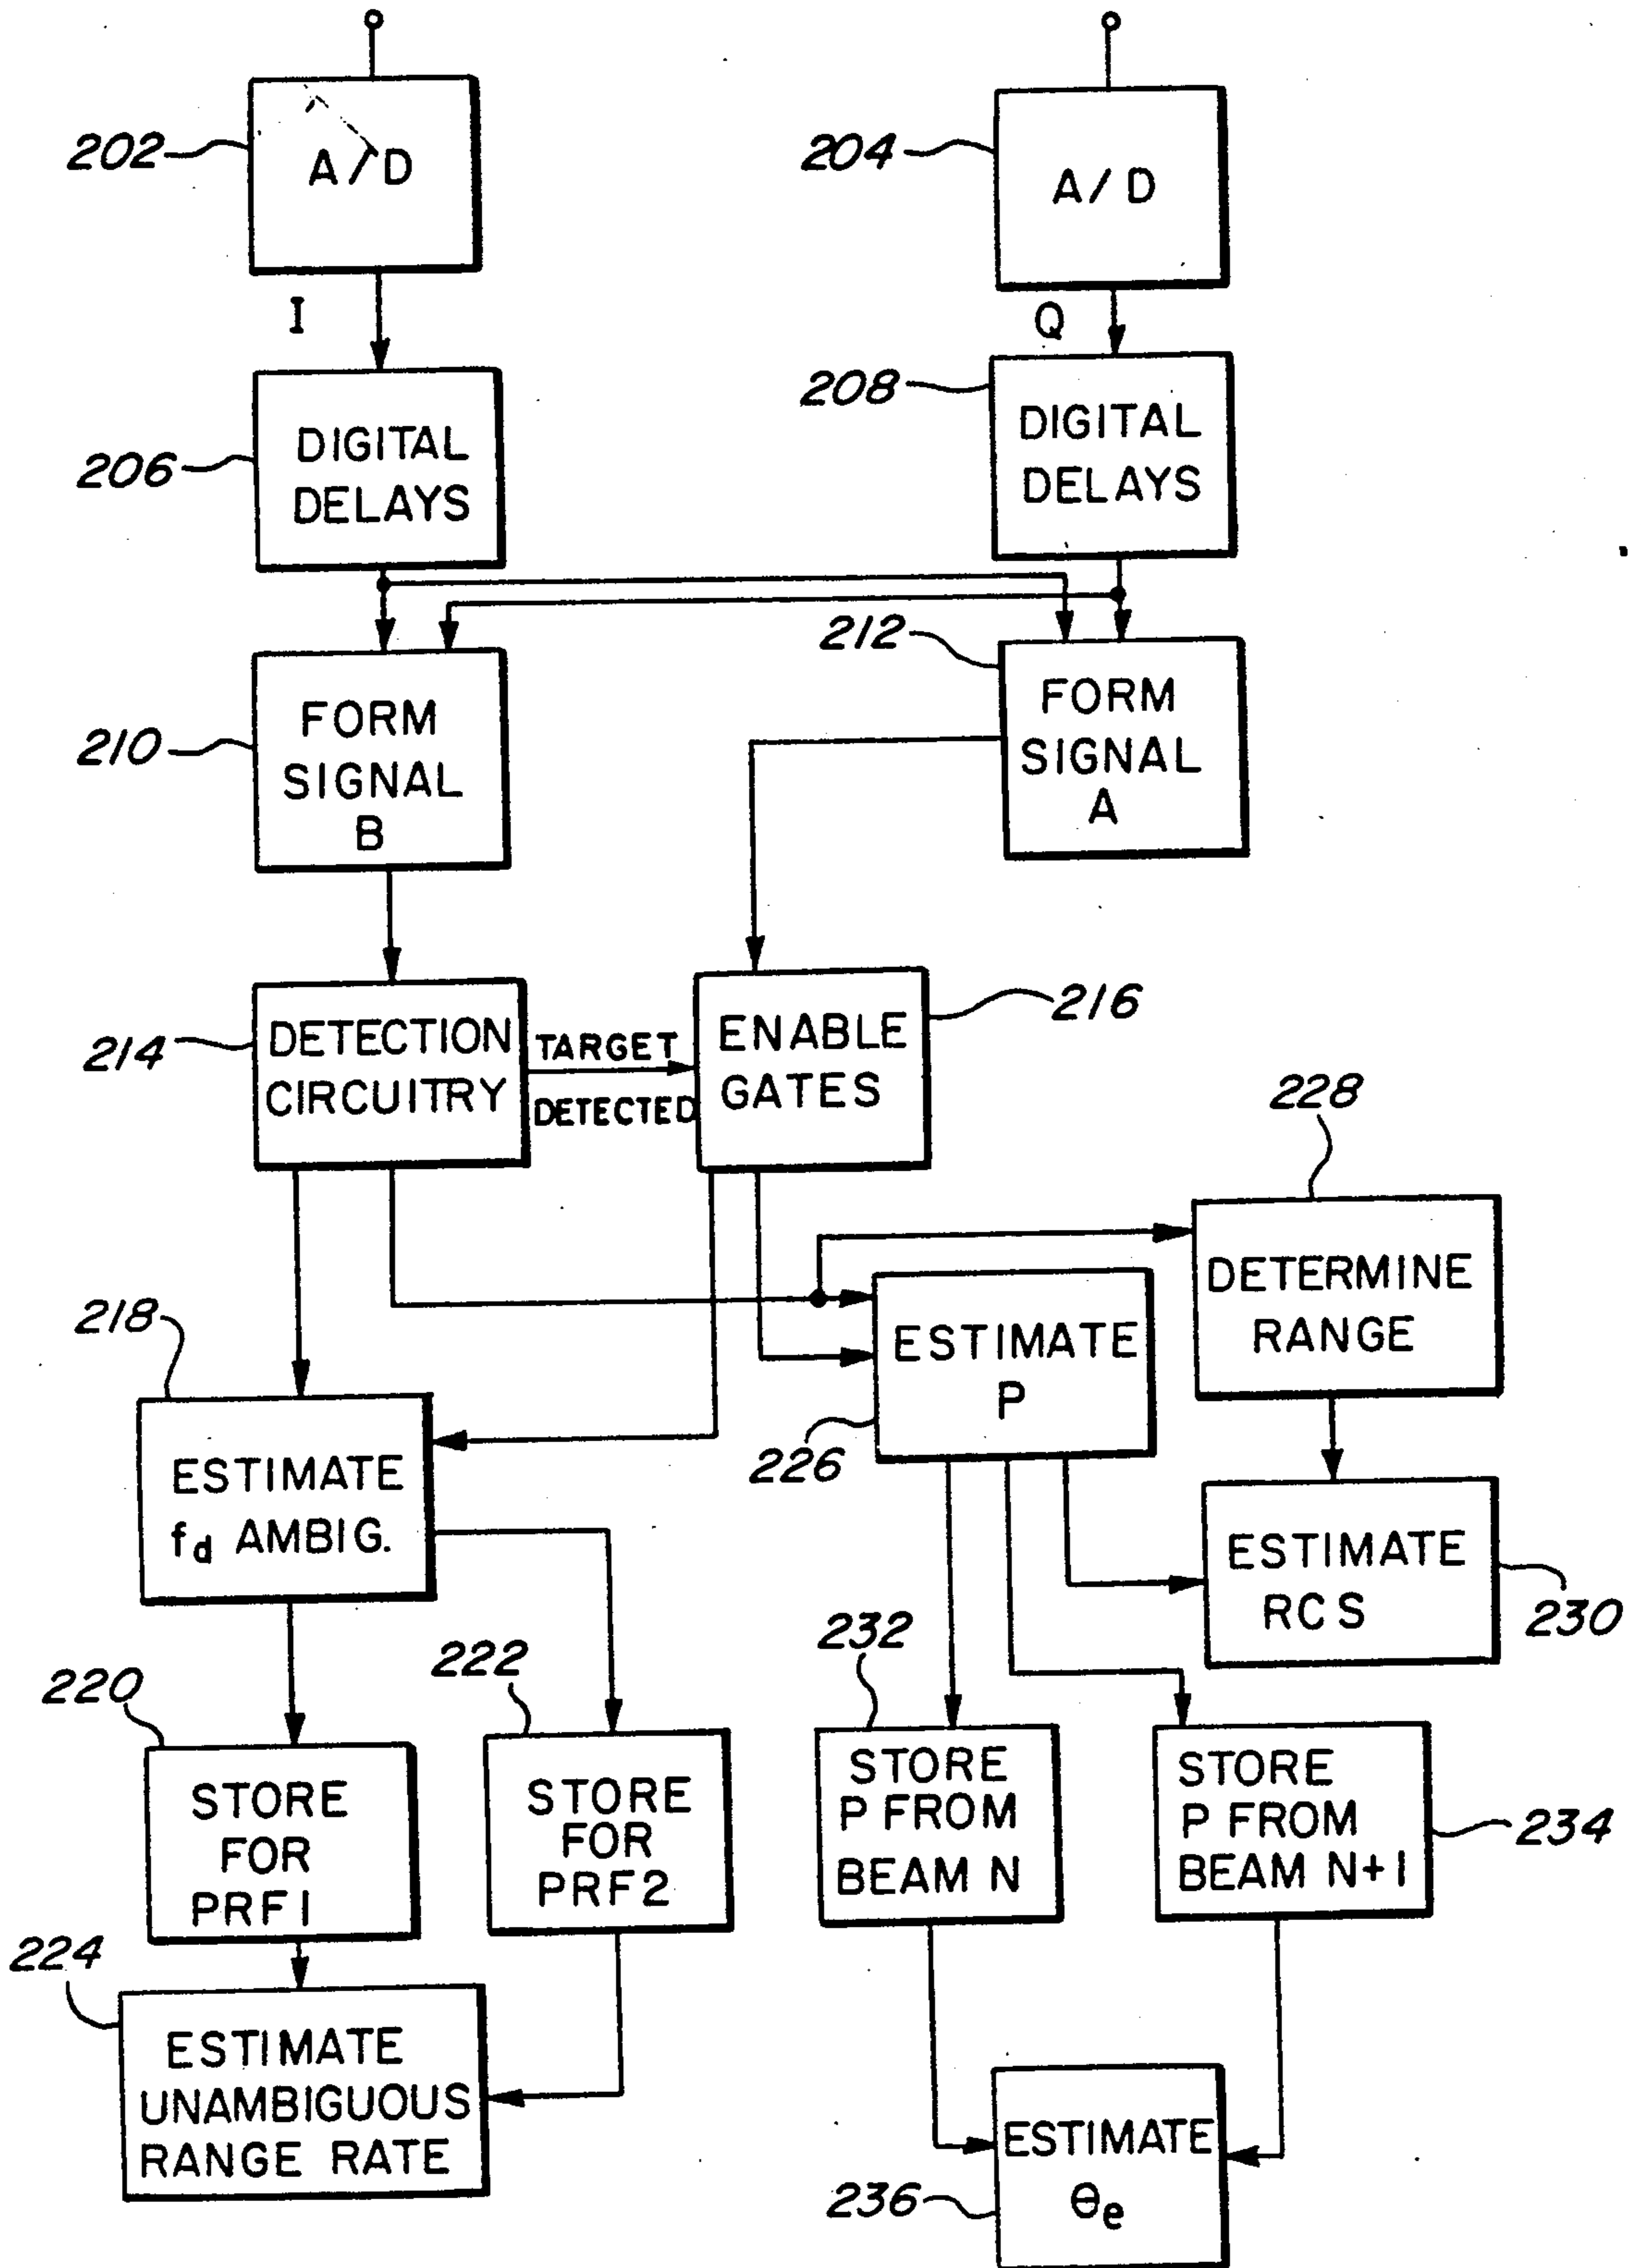 202
A/D
204
A/D
I
Q
206
DIGITAL
DELAYS
208
DIGITAL
DELAYS
210
FORM
SIGNAL
B
212
FORM
SIGNAL
A
214
DETECTION
CIRCUITRY
TARGET
DETECTED
ENABLE
GATES
216
228
DETERMINE
RANGE
218
ESTIMATE
fd AMBIG.
ESTIMATE
P
226
ESTIMATE
RCS
230
220
STORE
FOR
PRF1
222
STORE
FOR
PRF2
232
STORE
P FROM
BEAM N
STORE
P FROM
BEAM N+1
234
224
ESTIMATE
UNAMBIGUOUS
RANGE RATE
ESTIMATE
θe
236